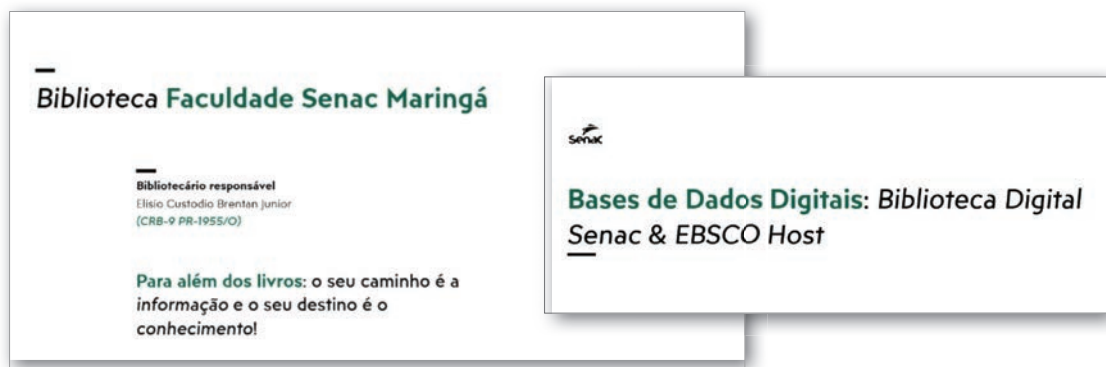 Biblioteca Faculdade Senac Maringá
Bibliotecário responsável
Elisio Custodio Brentan Junior
(CRB-9 PR-1955/O)
Para além dos livros: o seu caminho é a
informação e o seu destino é o
conhecimento!
Senac
Bases de Dados Digitais: Biblioteca Digital
Senac & EBSCO Host